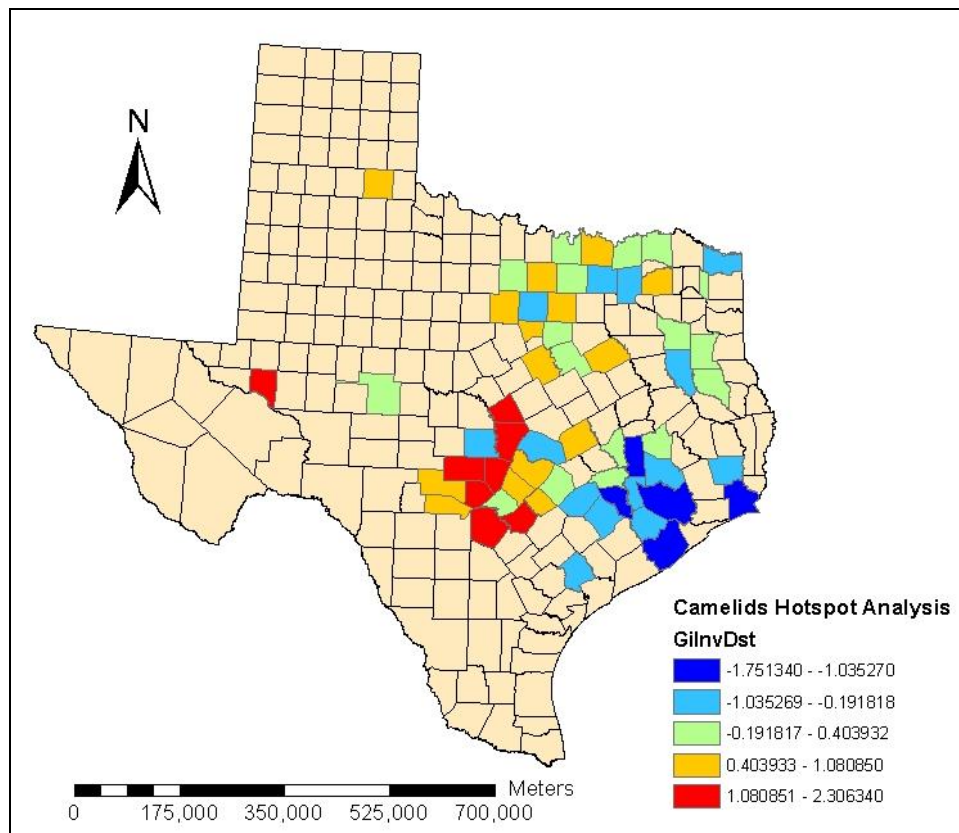 N
Camelids Hotspot Analysis
GiInvDst
-1.751340 - -1.035270
-1.035269 - -0.191818
-0.191817 - 0.403932
0.403933 - 1.080850
1.080851 - 2.306340
Meters
0 175,000 350,000 525,000 700,000